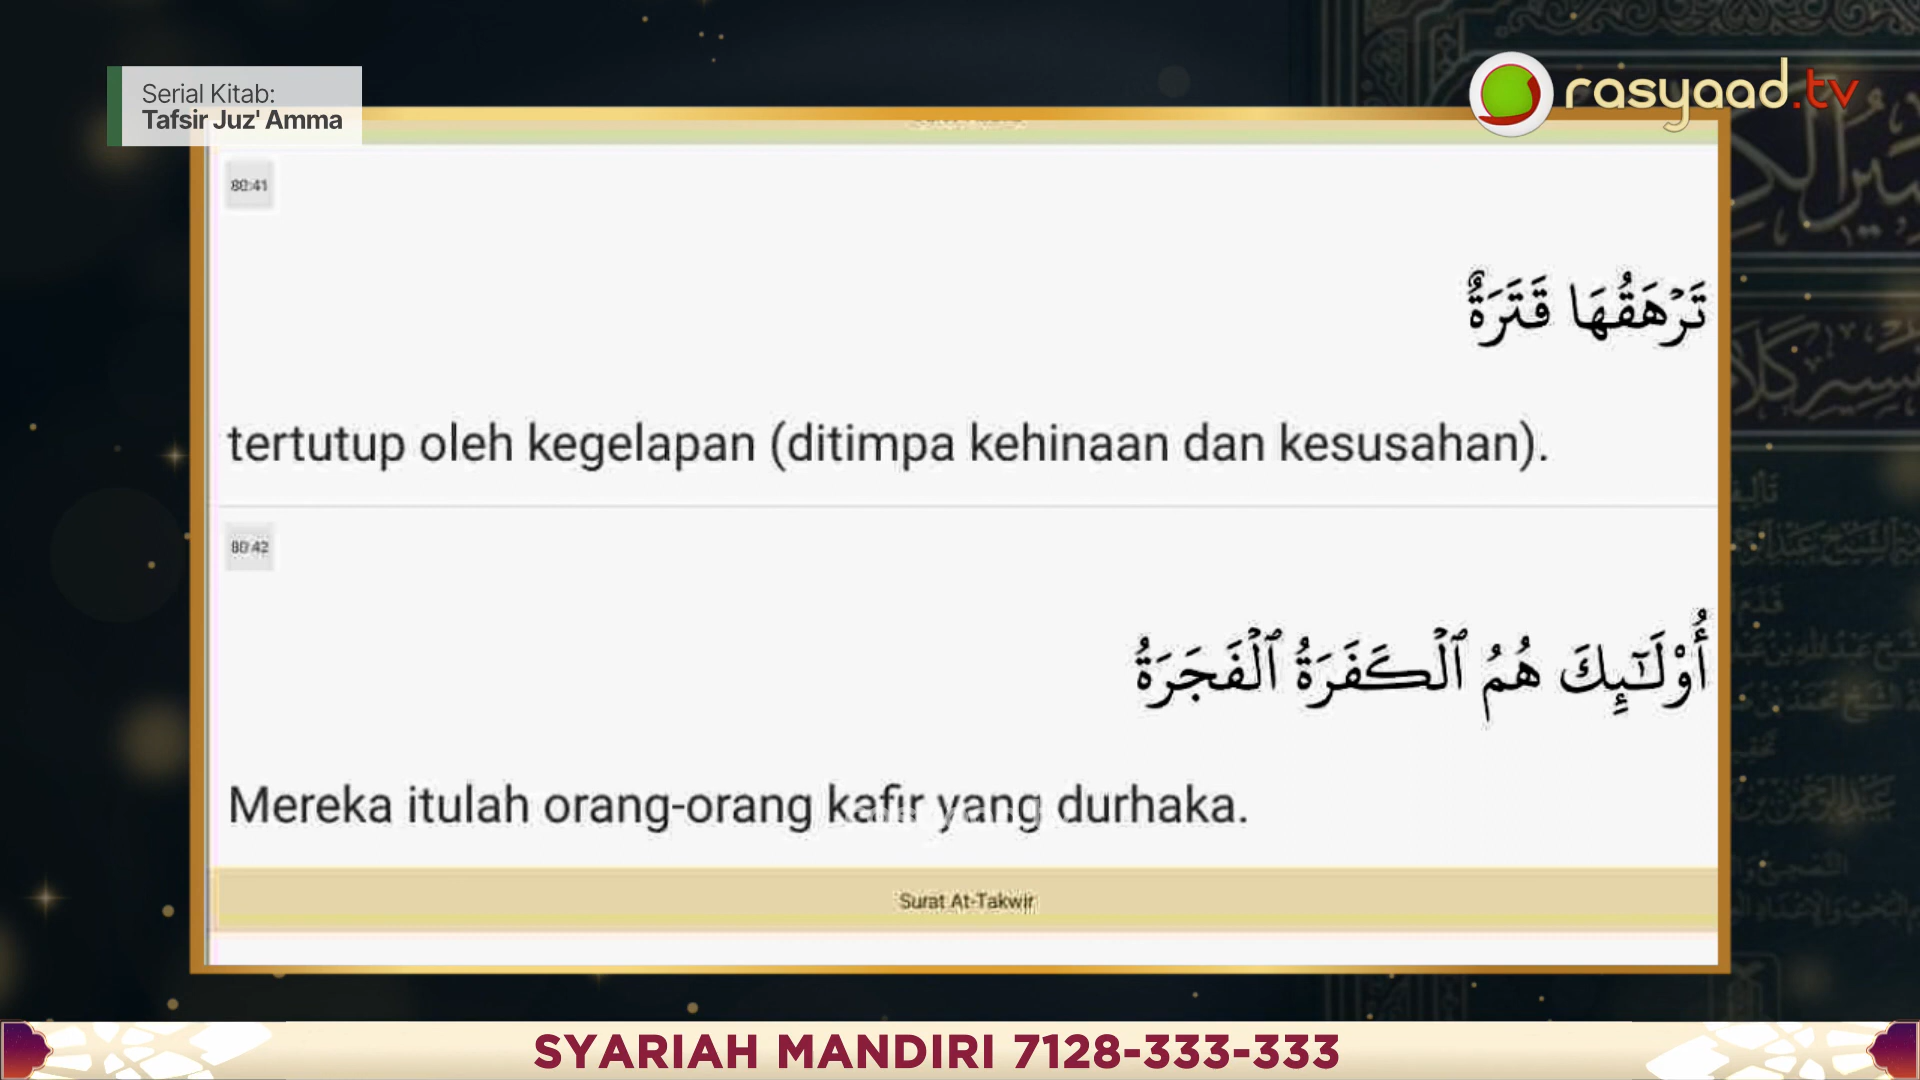 Serial Kitab:
Tafsir Juz' Amma
rasyaad.tv
80:41
تَرۡهَقُهَا قَتَرَةٌ
tertutup oleh kegelapan (ditimpa kehinaan dan kesusahan).
80:42
أُوْلَـٰٓئِكَ هُمُ ٱلۡكَفَرَةُ ٱلۡفَجَرَةُ
Mereka itulah orang-orang kafir yang durhaka.
Surat At-Takwir
SYARIAH MANDIRI 7128-333-333